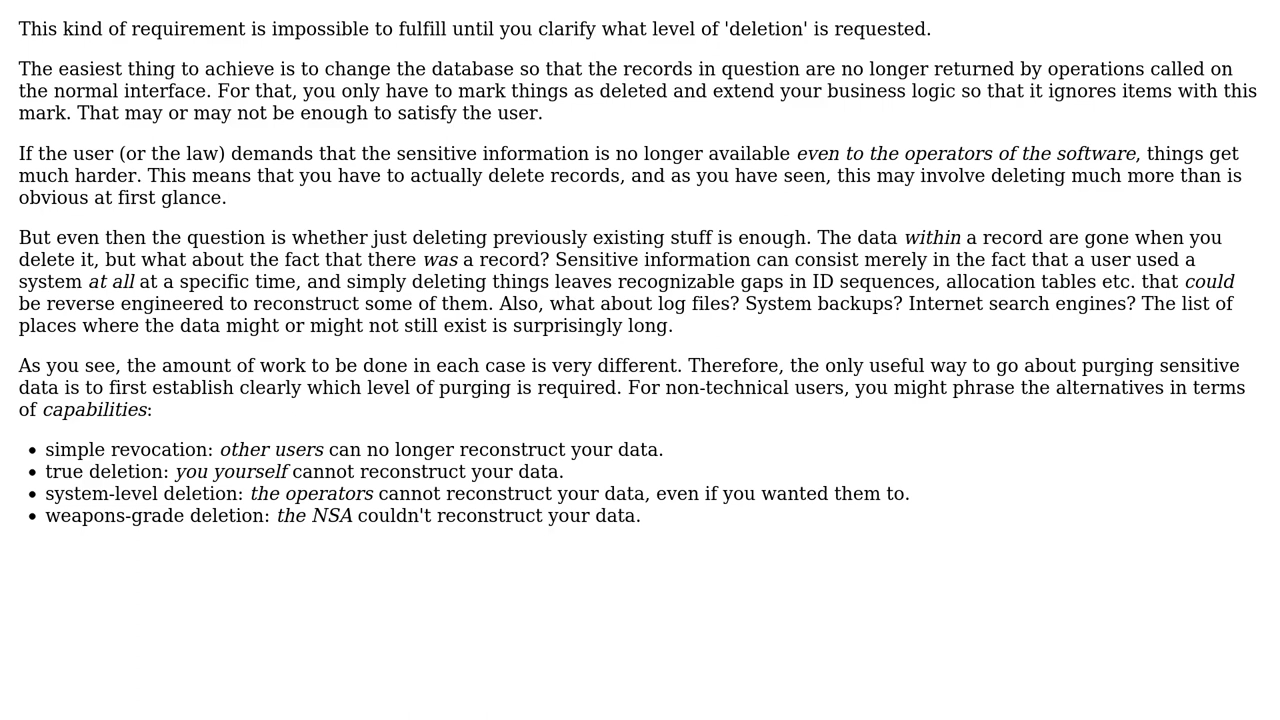 This kind of requirement is impossible to fulfill until you clarify what level of 'deletion' is requested.
The easiest thing to achieve is to change the database so that the records in question are no longer returned by operations called on
the normal interface. For that, you only have to mark things as deleted and extend your business logic so that it ignores items with this
mark. That may or may not be enough to satisfy the user.
If the user (or the law) demands that the sensitive information is no longer available even to the operators of the software, things get
much harder. This means that you have to actually delete records, and as you have seen, this may involve deleting much more than is
obvious at first glance.
But even then the question is whether just deleting previously existing stuff is enough. The data within a record are gone when you
delete it, but what about the fact that there was a record? Sensitive information can consist merely in the fact that a user used a
system at all at a specific time, and simply deleting things leaves recognizable gaps in ID sequences, allocation tables etc. that could
be reverse engineered to reconstruct some of them. Also, what about log files? System backups? Internet search engines? The list of
places where the data might or might not still exist is surprisingly long.
As you see, the amount of work to be done in each case is very different. Therefore, the only useful way to go about purging sensitive
data is to first establish clearly which level of purging is required. For non-technical users, you might phrase the alternatives in terms
of capabilities:
• simple revocation: other users can no longer reconstruct your data.
• true deletion: you yourself cannot reconstruct your data.
• system-level deletion: the operators cannot reconstruct your data, even if you wanted them to.
• weapons-grade deletion: the NSA couldn't reconstruct your data.